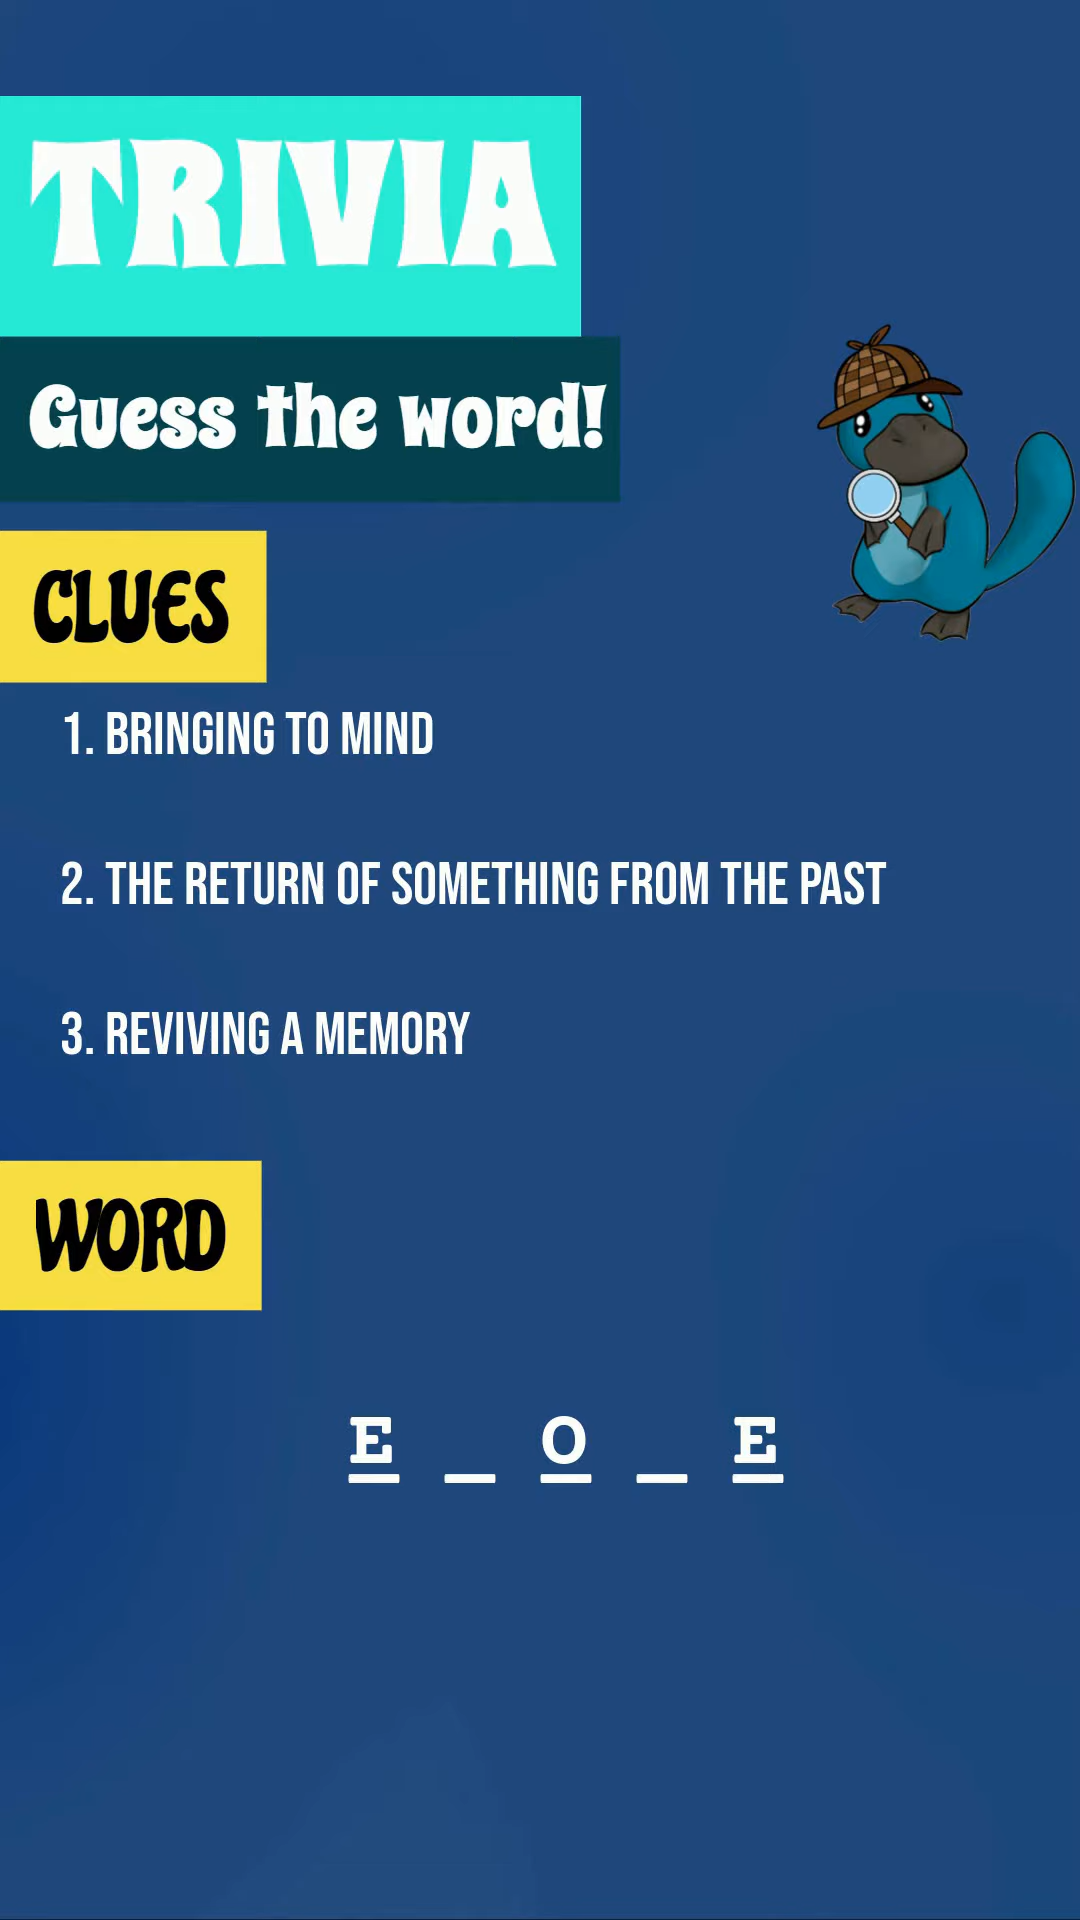 TRIVIA
Guess the word!
CLUES
1. BRINGING TO MIND
2. THE RETURN OF SOMETHING FROM THE PAST
3. REVIVING A MEMORY
WORD
E _ O _ E